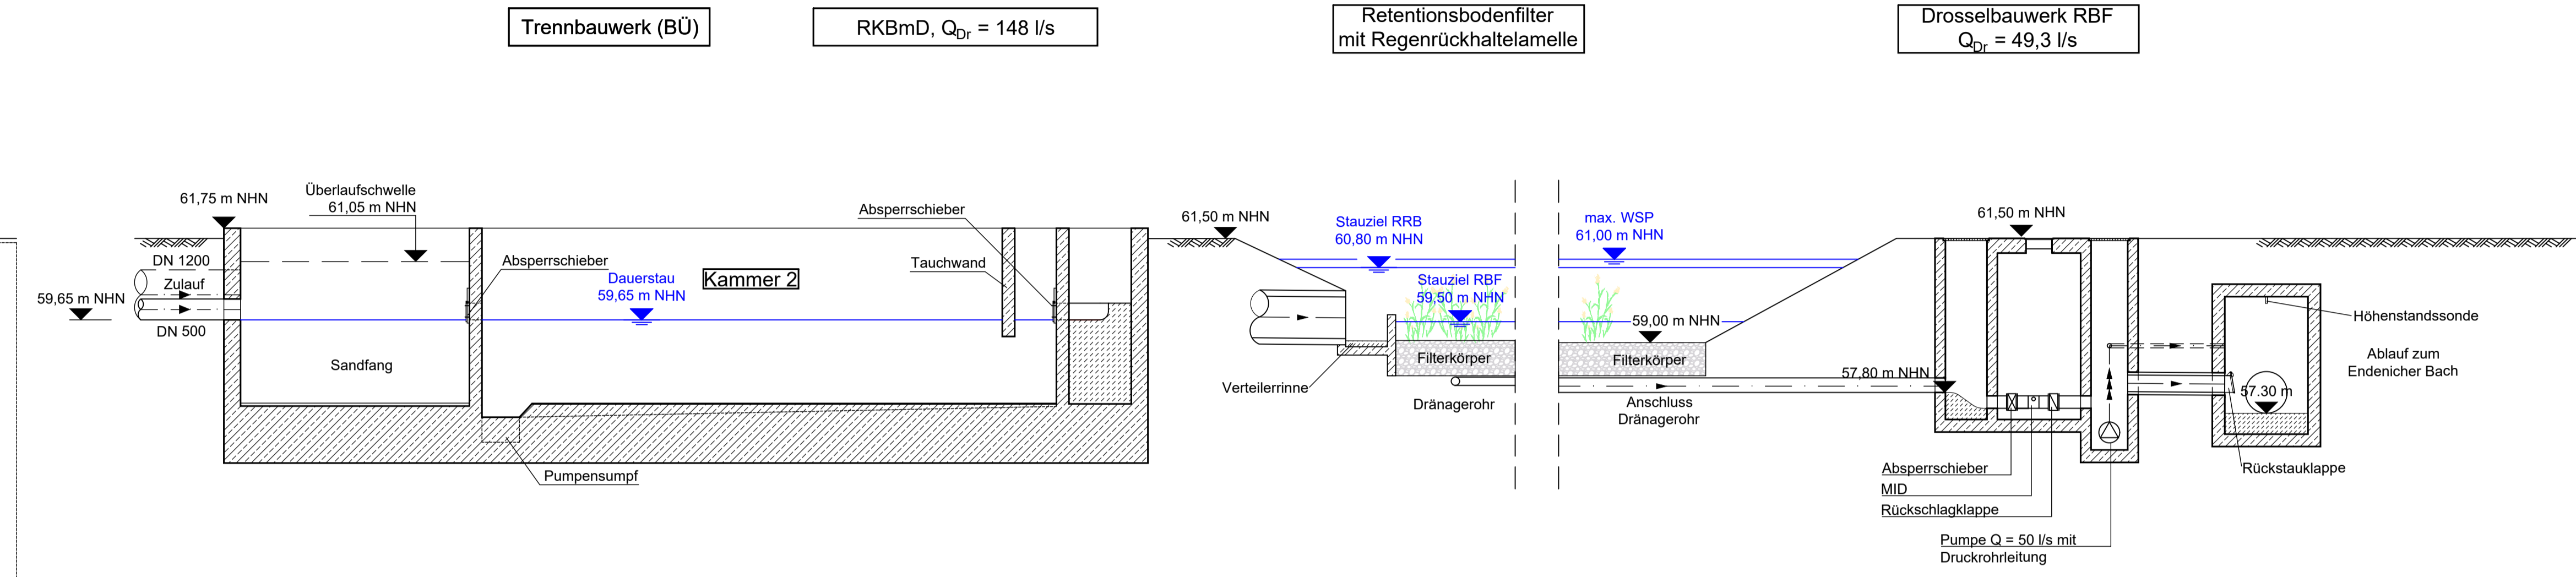 Trennbauwerk (BÜ)
RKBmD, QDr = 148 l/s
Retentionsbodenfilter
mit Regenrückhaltelamelle
Drosselbauwerk RBF
QDr = 49,3 l/s
61,75 m NHN
Überlaufschwelle
61,05 m NHN
DN 1200
Zulauf
59,65 m NHN
DN 500
Sandfang
Absperrschieber
Dauerstau
59,65 m NHN
Kammer 2
Absperrschieber
Tauchwand
Pumpensumpf
61,50 m NHN
Stauziel RRB
60,80 m NHN
max. WSP
61,00 m NHN
Stauziel RBF
59,50 m NHN
59,00 m NHN
Filterkörper
Filterkörper
Verteilerrinne
Dränagerohr
Anschluss
Dränagerohr
57,80 m NHN
61,50 m NHN
Absperrschieber
MID
Rückschlagklappe
Pumpe Q = 50 l/s mit
Druckrohrleitung
Höhenstandssonde
Ablauf zum
Endenicher Bach
57.30 m
Rückstauklappe